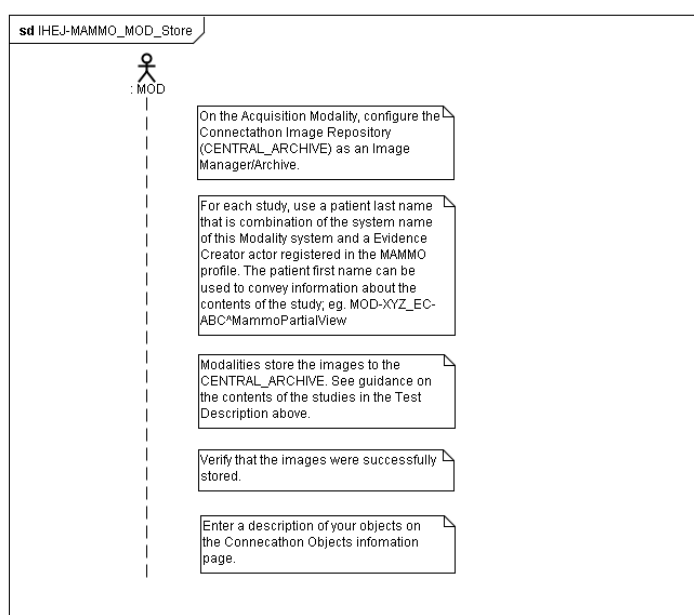 sd IHEJ-MAMMO_MOD_Store
: MOD
On the Acquisition Modality, configure the
Connectathon Image Repository
(CENTRAL_ARCHIVE) as an Image
Manager/Archive.
For each study, use a patient last name
that is combination of the system name
of this Modality system and a Evidence
Creator actor registered in the MAMMO
profile. The patient first name can be
used to convey information about the
contents of the study; eg. MOD-XYZ_EC-
ABC^MammoPartialView
Modalities store the images to the
CENTRAL_ARCHIVE. See guidance on
the contents of the studies in the Test
Description above.
Verify that the images were successfully
stored.
Enter a description of your objects on
the Connecathon Objects infomation
page.